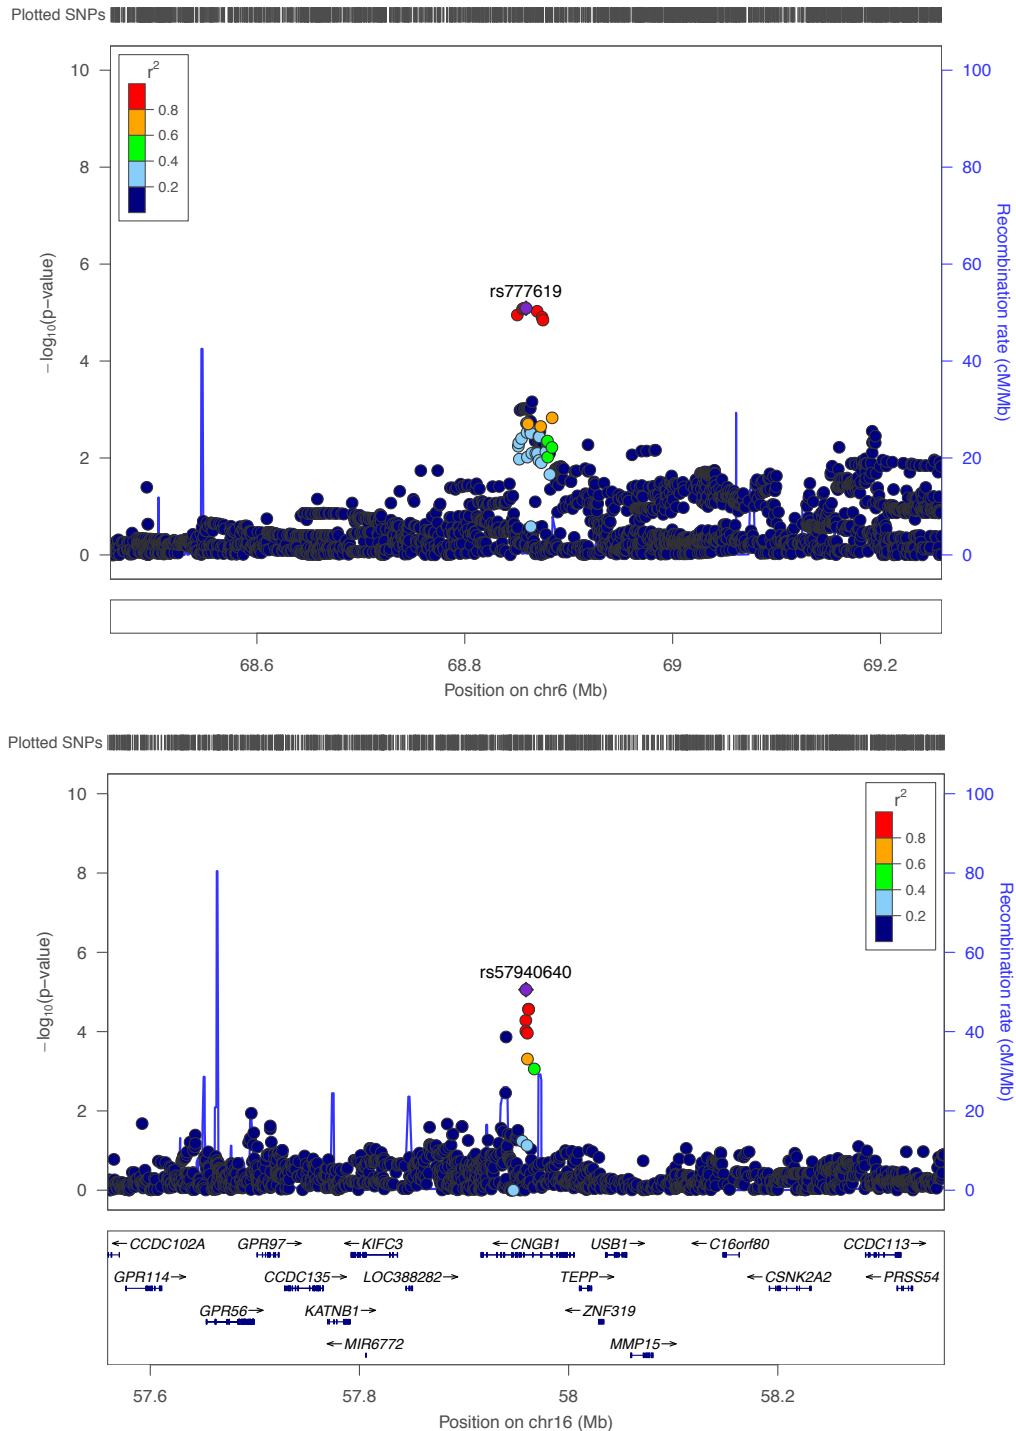 Plotted SNPs
r2
0.8
0.6
0.4
0.2
rs777619
10
8
6
4
2
0
−log10(p−value)
100
80
60
40
20
0
Recombination rate (cM/Mb)
68.6 68.8 69 69.2
Position on chr6 (Mb)
Plotted SNPs
r2
0.8
0.6
0.4
0.2
rs57940640
10
8
6
4
2
0
−log10(p−value)
100
80
60
40
20
0
Recombination rate (cM/Mb)
←CCDC102A GPR97→ ←KIFC3 ←CNGB1 USB1→ ←C16orf80 CCDC113→
GPR114→ CCDC135→ LOC388282→ TEPP→ ←CSNK2A2 ←PRSS54
GPR56→ KATNB1→ ←ZNF319
←MIR6772 MMP15→
57.6 57.8 58 58.2
Position on chr16 (Mb)